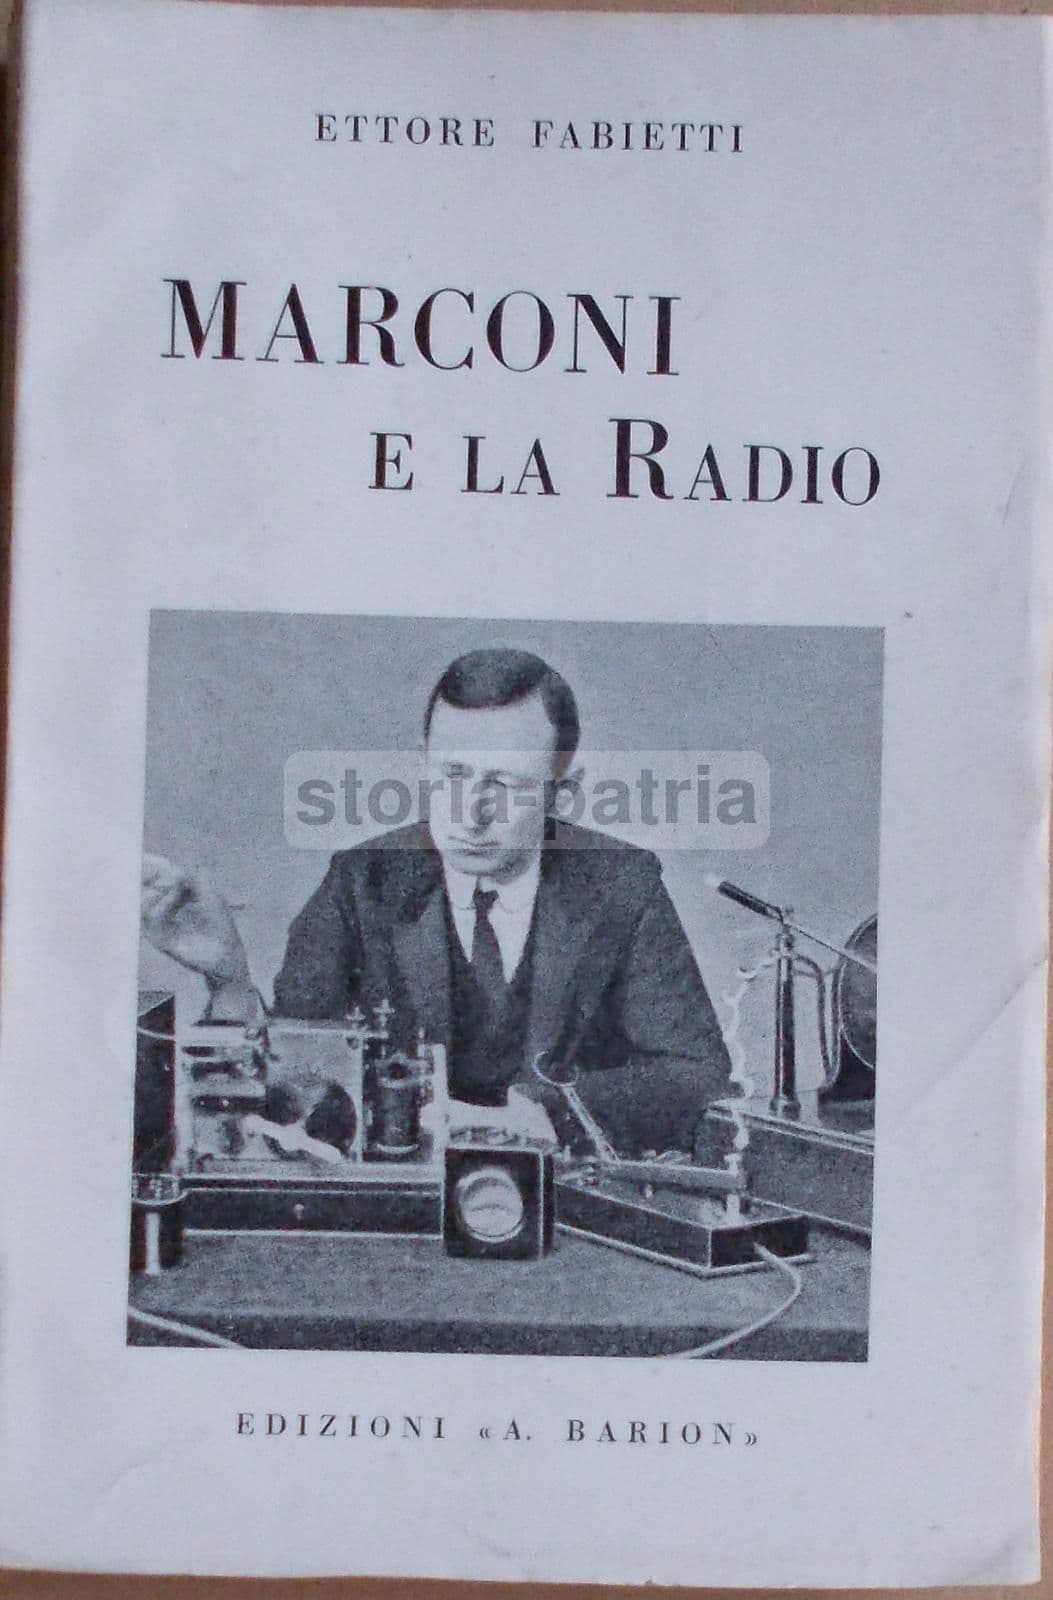 ETTORE FABIETTI
MARCONI
E LA RADIO
storia-patria
EDIZIONI «A. BARION»